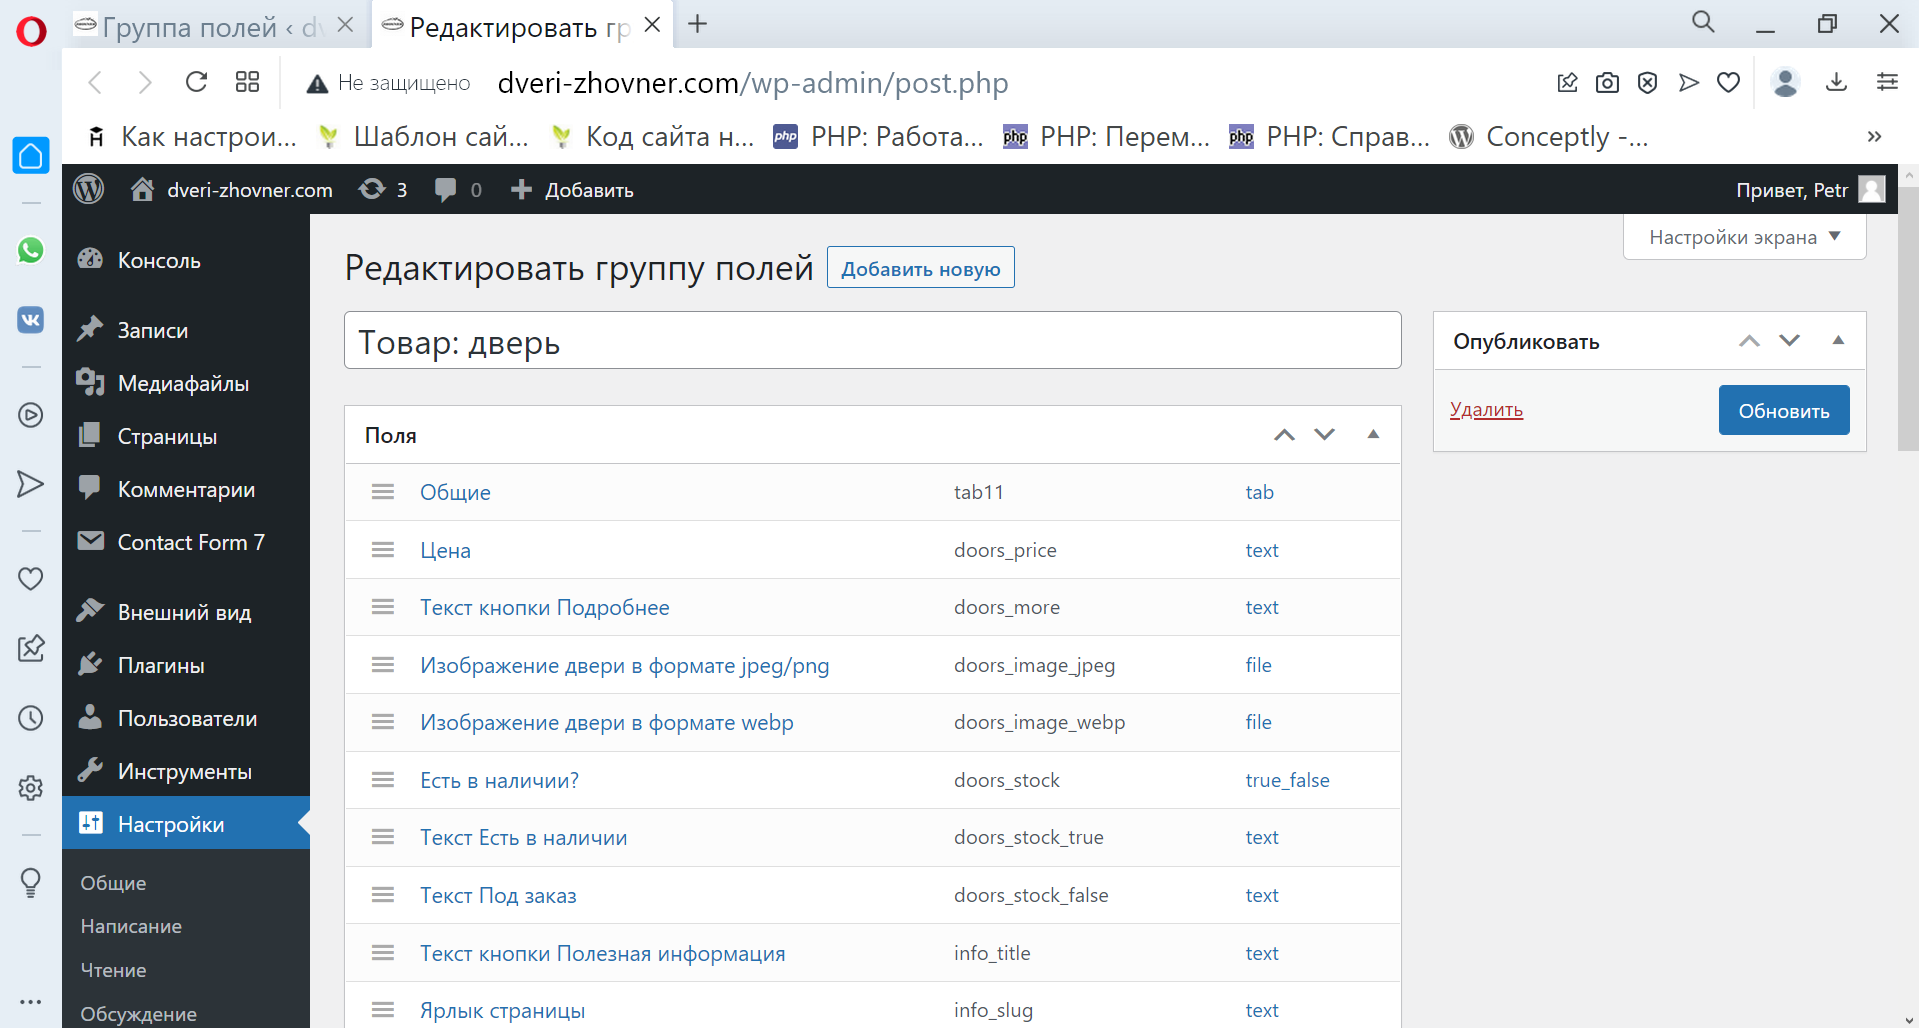 Группа полей ‹ dv
Редактировать гр
Не защищено dveri-zhovner.com/wp-admin/post.php
Как настрои... Шаблон сай... Код сайта н... PHP: Работа... PHP: Перем... PHP: Справ... Conceptly -...
dveri-zhovner.com 3 0 Добавить Привет, Petr
Настройки экрана
Консоль
Записи
Медиафайлы
Страницы
Комментарии
Contact Form 7
Внешний вид
Плагины
Пользователи
Инструменты
Настройки
Общие
Написание
Чтение
Обсуждение
Редактировать группу полей Добавить новую
Товар: дверь
Поля
Общие tab11 tab
Цена doors_price text
Текст кнопки Подробнее doors_more text
Изображение двери в формате jpeg/png doors_image_jpeg file
Изображение двери в формате webp doors_image_webp file
Есть в наличии? doors_stock true_false
Текст Есть в наличии doors_stock_true text
Текст Под заказ doors_stock_false text
Текст кнопки Полезная информация info_title text
Ярлык страницы info_slug text
Опубликовать
Удалить Обновить